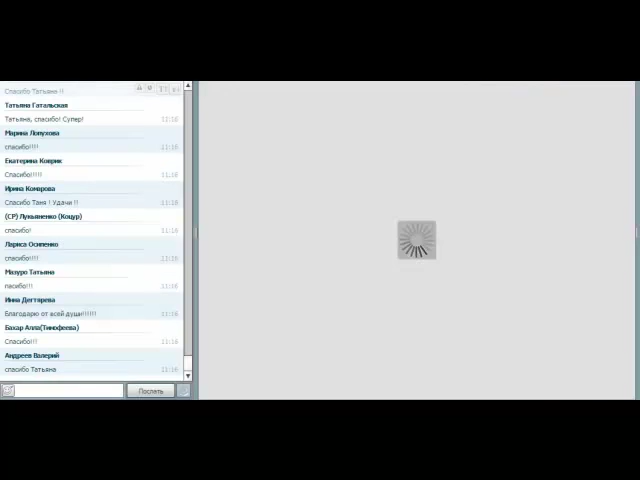 Спасибо Татьяна !!
Татьяна Гатальская
Татьяна, спасибо! Супер!
11:16
Марина Лопухова
спасибо!!!!
11:16
Екатерина Коврик
Спасибо!!!!!
11:16
Ирина Комарова
Спасибо Таня ! Удачи !!
11:16
(СР) Лукьяненко (Коцур)
спасибо!
11:16
Лариса Осипенко
спасибо!!!!
11:16
Мазуро Татьяна
пасибо!!!
11:16
Инна Дегтярева
Благодарю от всей души!!!!!!
11:16
Бахар Алла(Тимофеева)
Спасибо!!!
11:16
Андреев Валерий
спасибо Татьяна
11:16
Послать